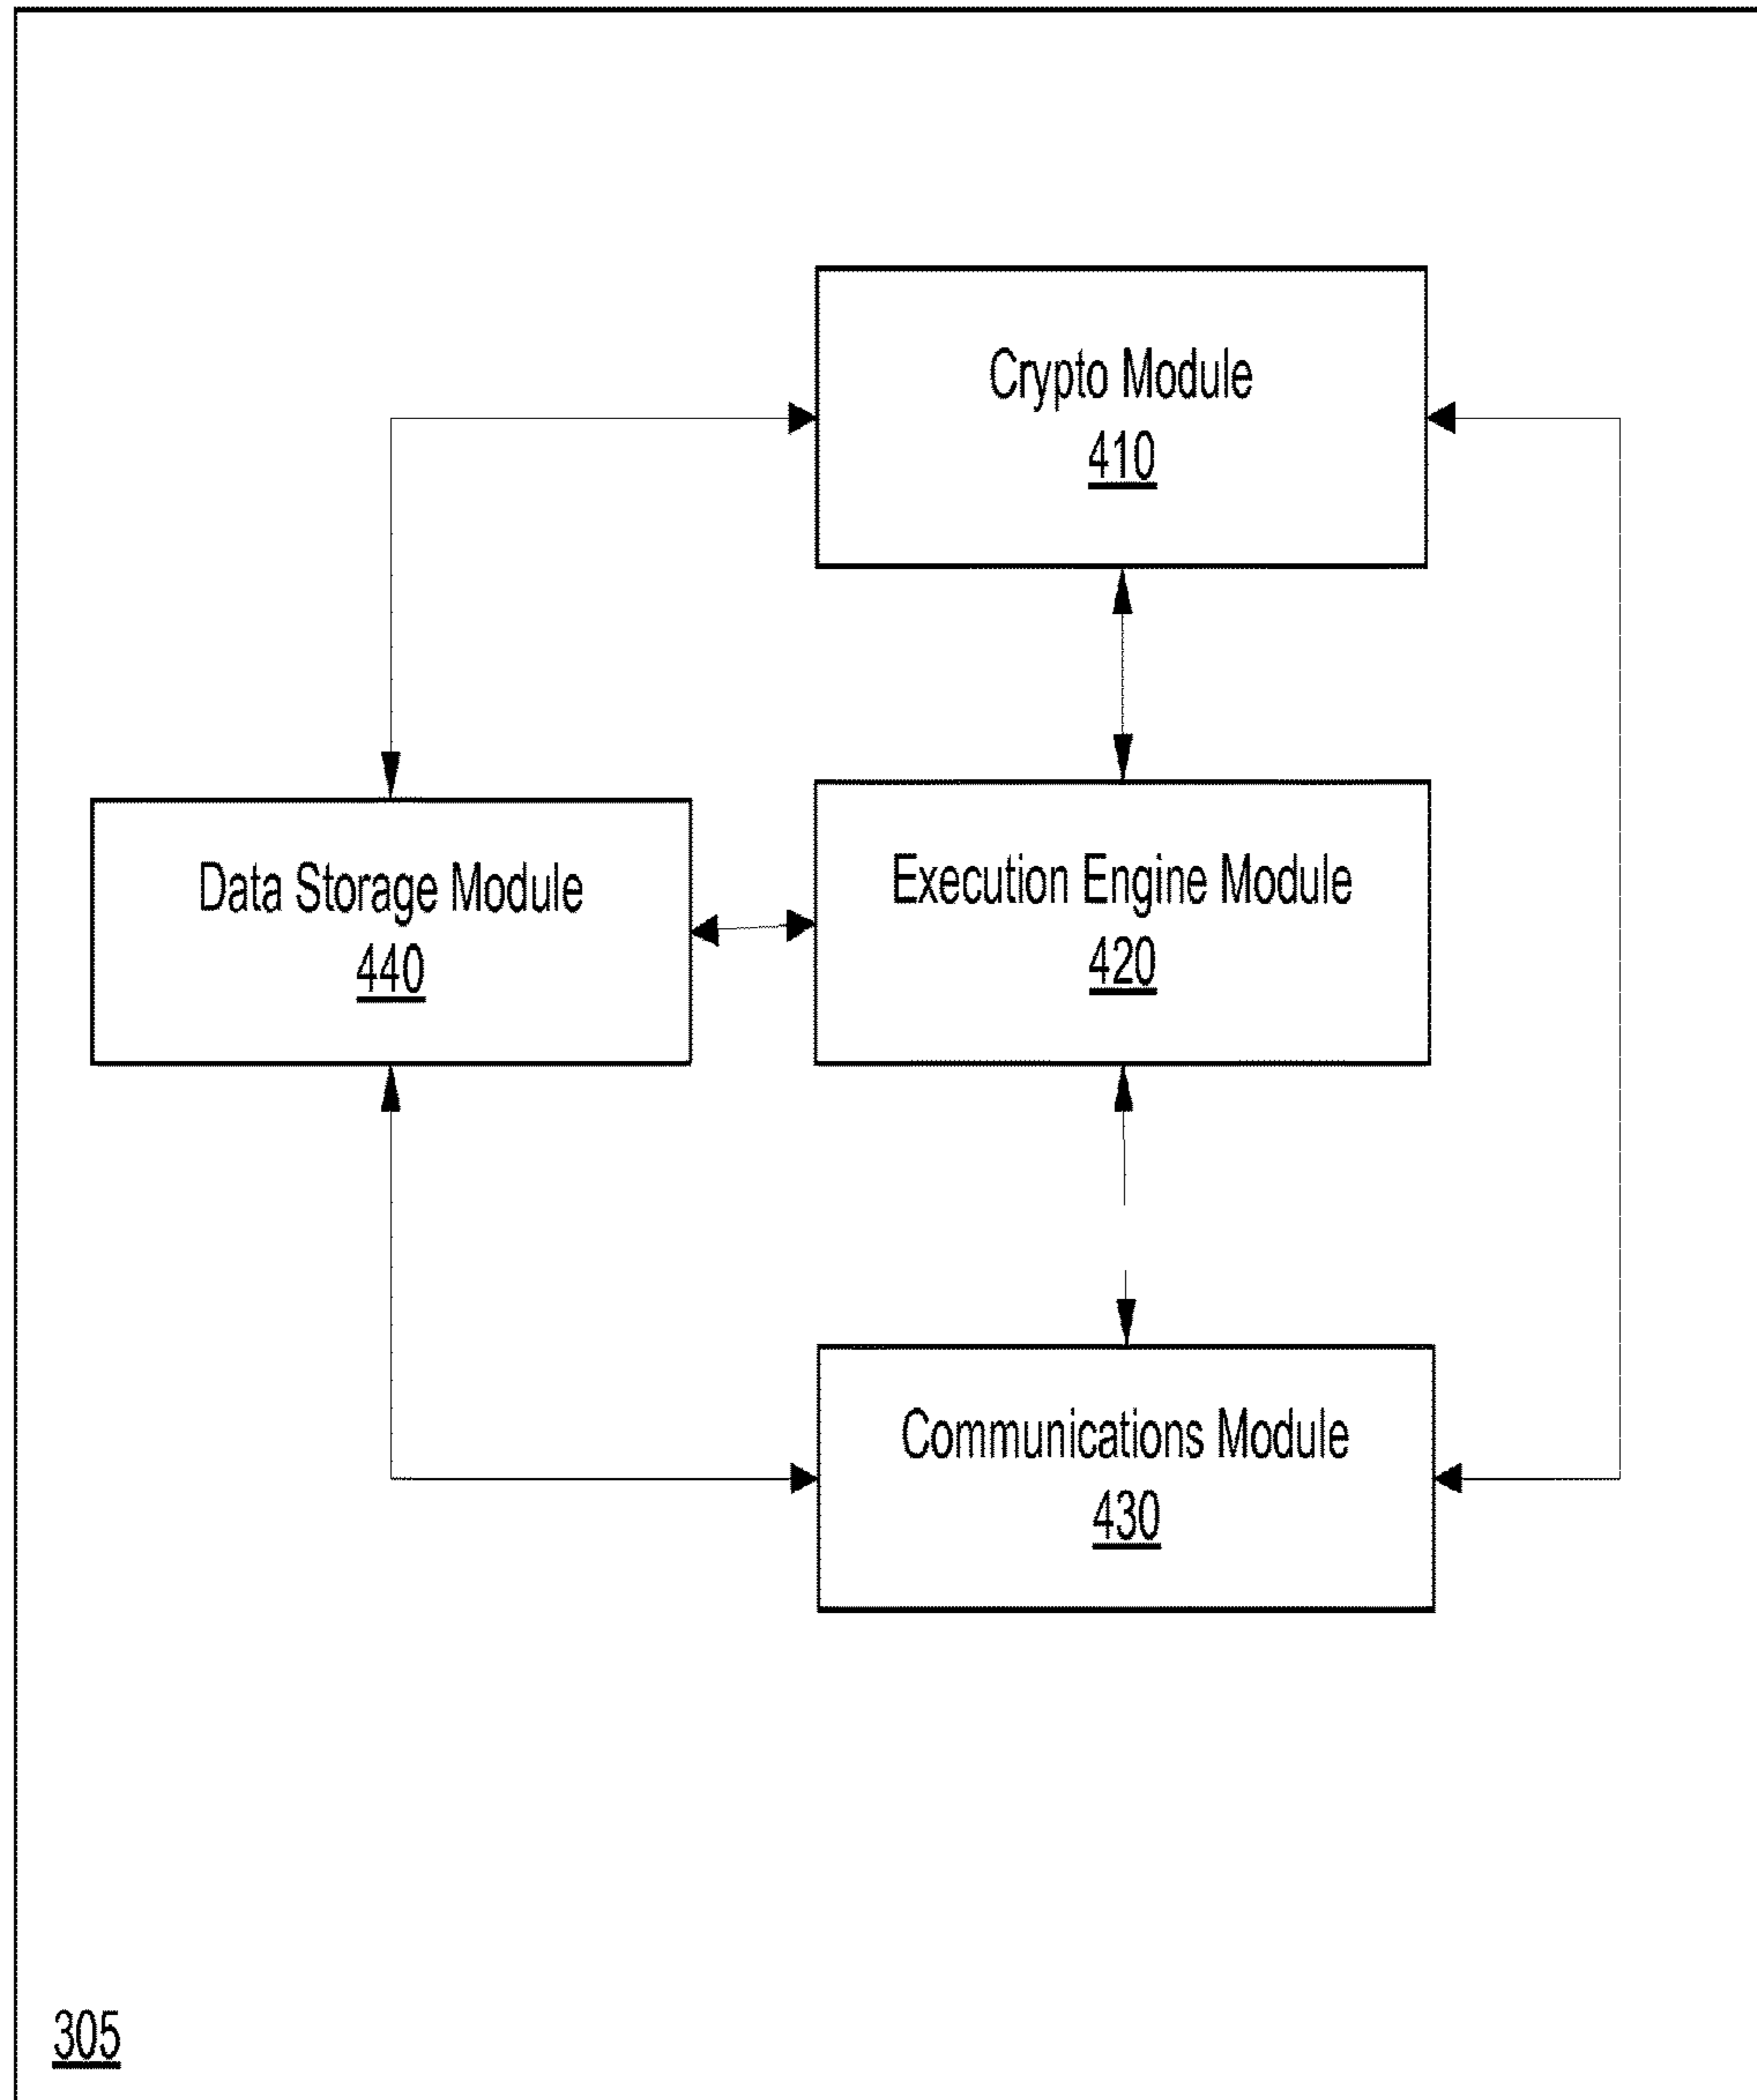 Crypto Module
410
Data Storage Module
440
Execution Engine Module
420
Communications Module
430
305